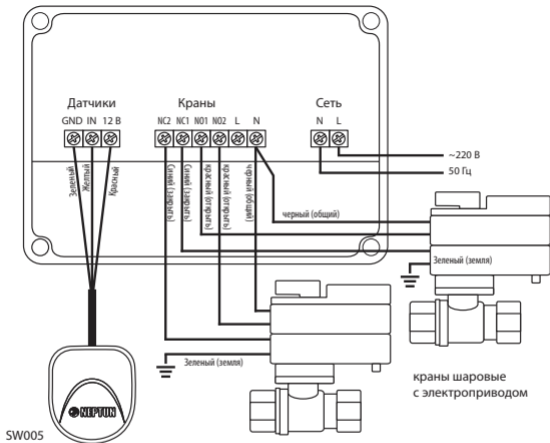 Датчики
Краны
Сеть
GND IN 12 В
NC2 NC1 NO1 NO2 L N
N L
~220 В
50 Гц
Зеленый
Желтый
Красный
Синий (закрыть)
Синий (закрыть)
красный (открыть)
красный (открыть)
черный (общий)
черный (общий)
Зеленый (земля)
Зеленый (земля)
краны шаровые
с электроприводом
NEPTUN
SW005